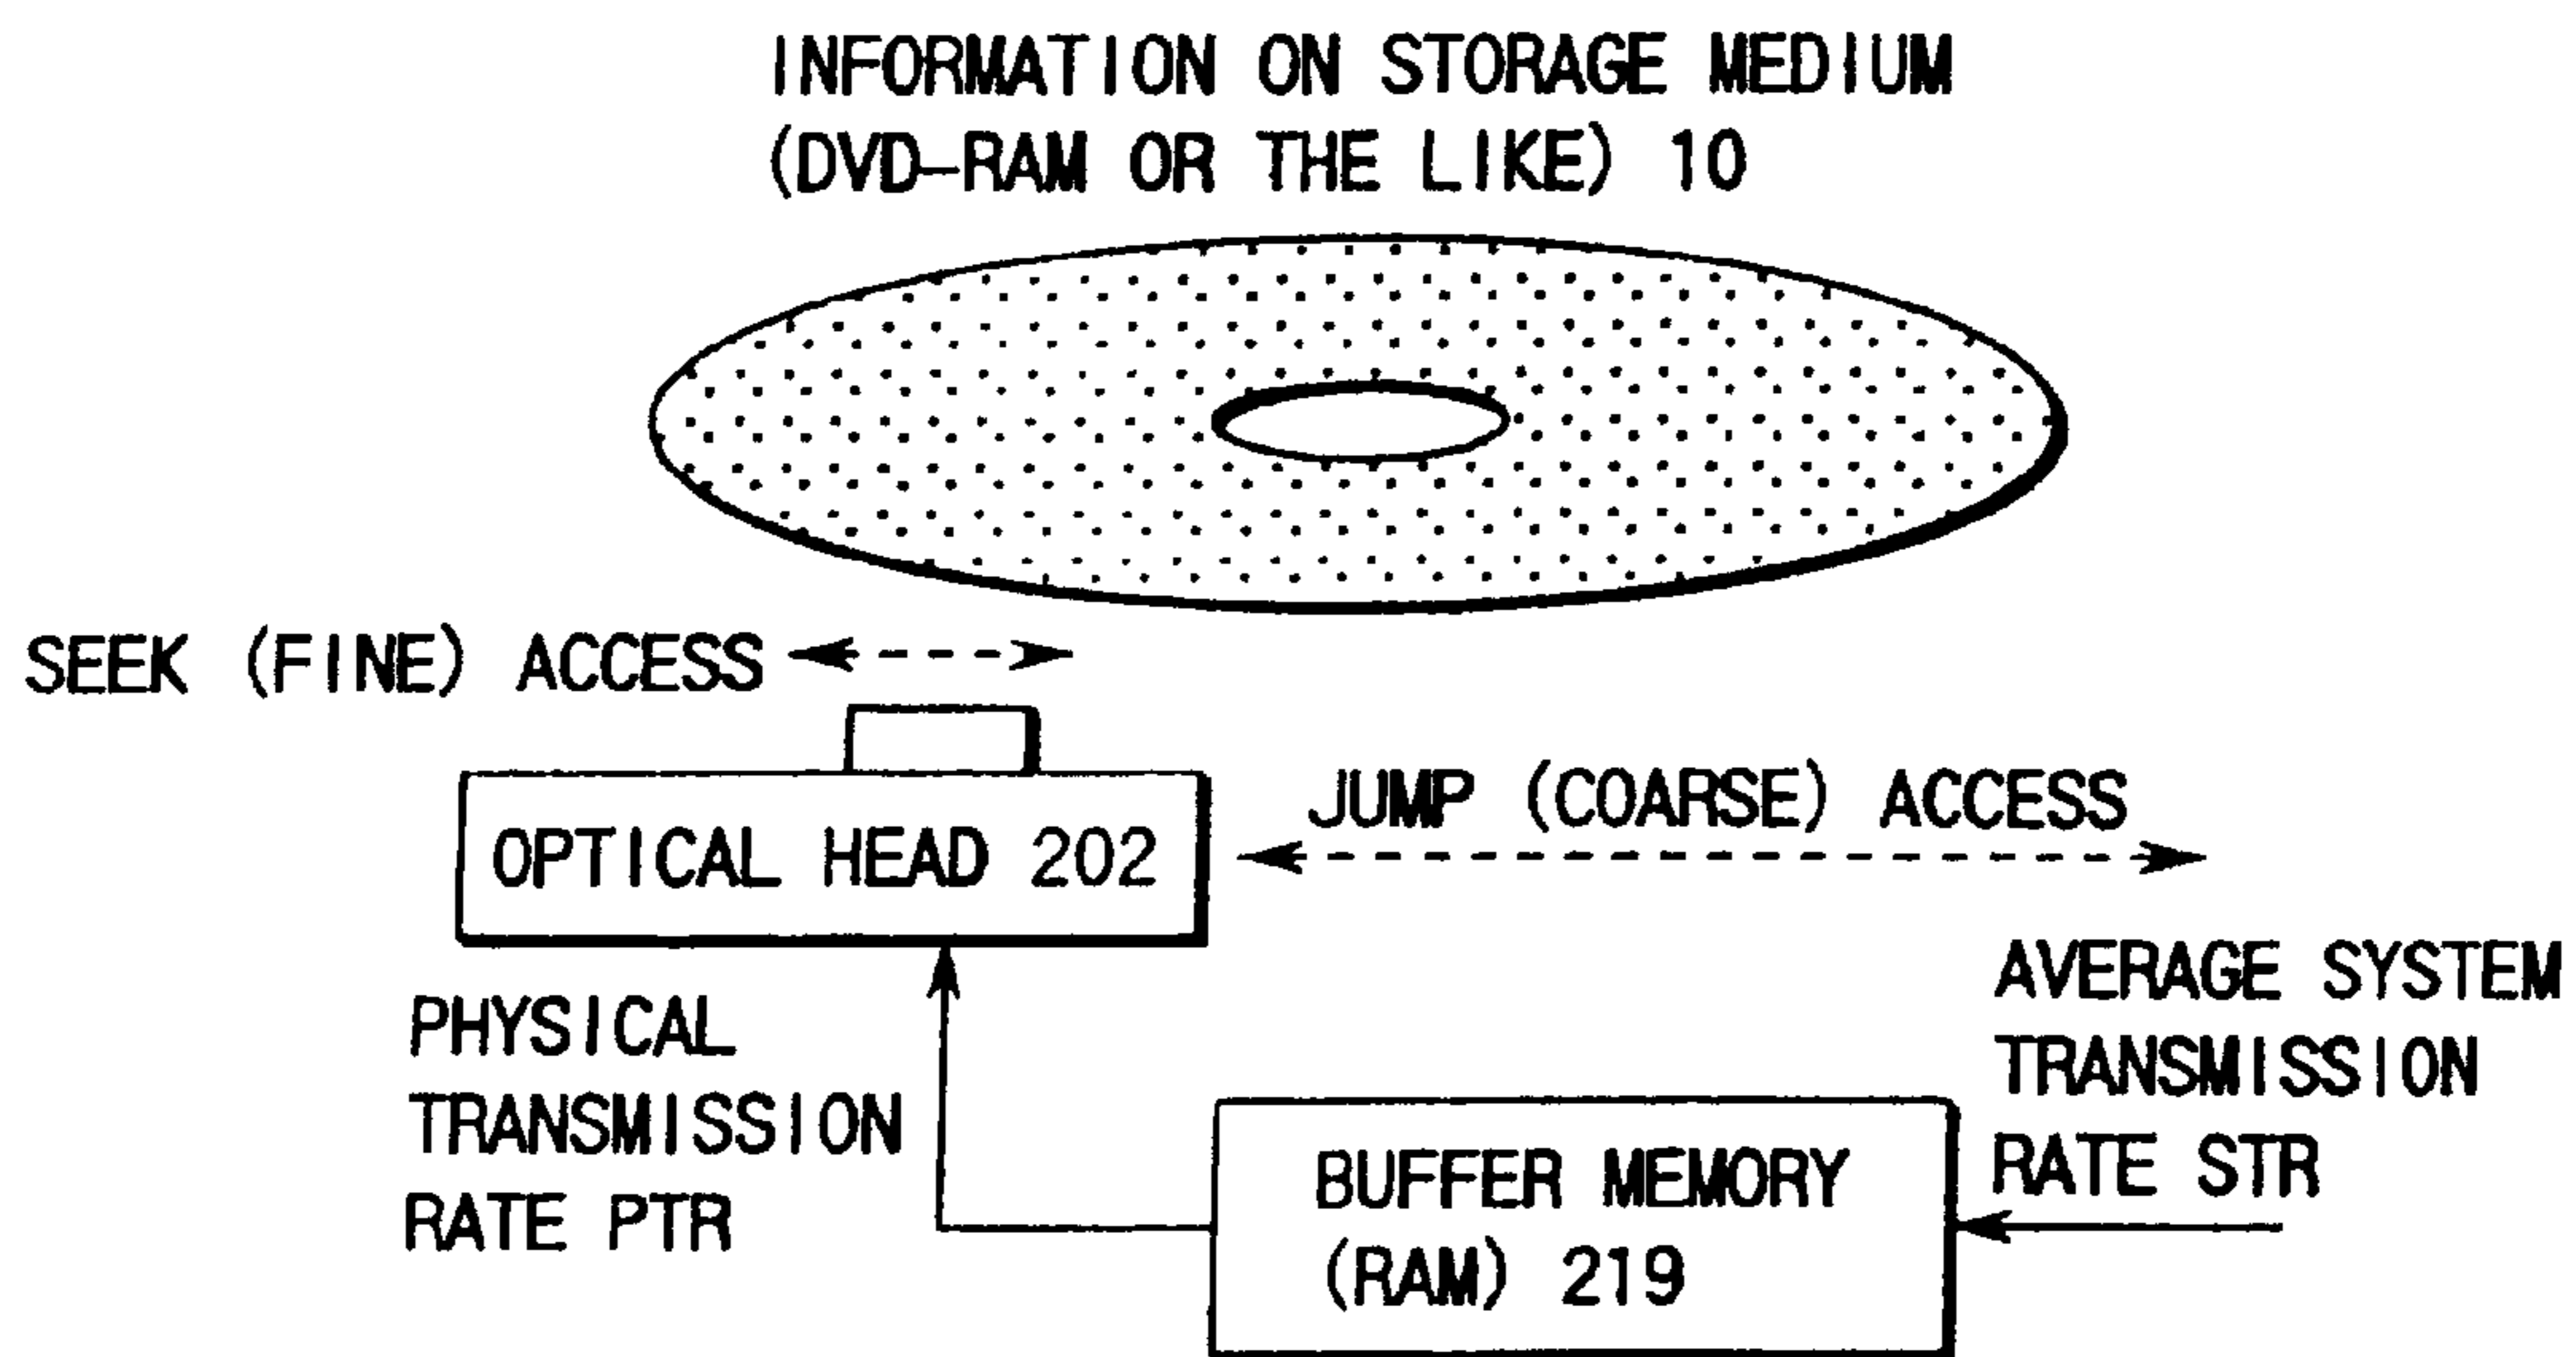 INFORMATION ON STORAGE MEDIUM
(DVD-RAM OR THE LIKE) 10
SEEK (FINE) ACCESS
JUMP (COARSE) ACCESS
OPTICAL HEAD 202
PHYSICAL
TRANSMISSION
RATE PTR
AVERAGE SYSTEM
TRANSMISSION
RATE STR
BUFFER MEMORY
(RAM) 219